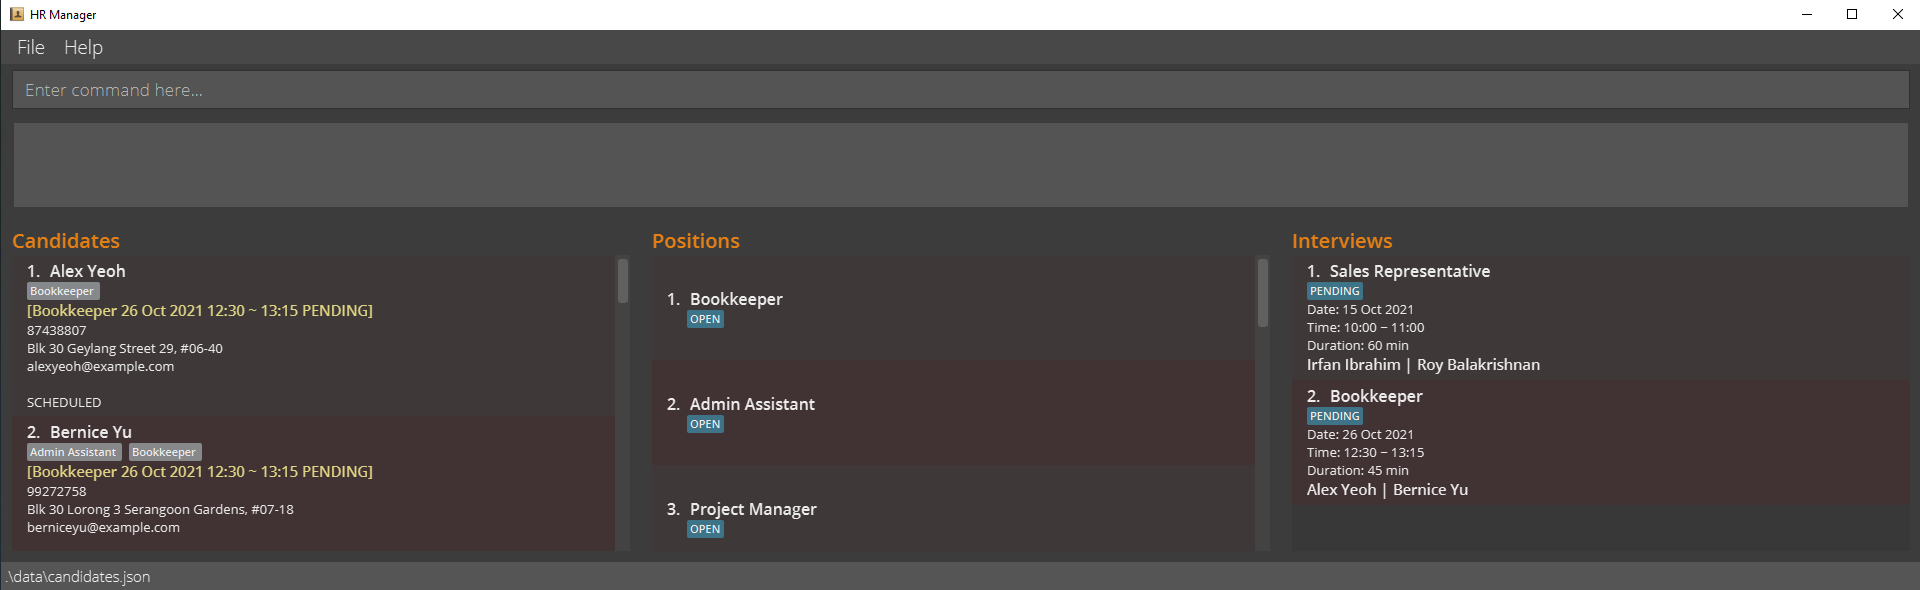 HR Manager
File Help
Enter command here...
Candidates
1. Alex Yeoh
Bookkeeper
[Bookkeeper 26 Oct 2021 12:30 ~ 13:15 PENDING]
87438807
Blk 30 Geylang Street 29, #06-40
alexyeoh@example.com
SCHEDULED
2. Bernice Yu
Admin Assistant Bookkeeper
[Bookkeeper 26 Oct 2021 12:30 ~ 13:15 PENDING]
99272758
Blk 30 Lorong 3 Serangoon Gardens, #07-18
berniceyu@example.com
Positions
1. Bookkeeper
OPEN
2. Admin Assistant
OPEN
3. Project Manager
OPEN
Interviews
1. Sales Representative
PENDING
Date: 15 Oct 2021
Time: 10:00 ~ 11:00
Duration: 60 min
Irfan Ibrahim | Roy Balakrishnan
2. Bookkeeper
PENDING
Date: 26 Oct 2021
Time: 12:30 ~ 13:15
Duration: 45 min
Alex Yeoh | Bernice Yu
.\data\candidates.json